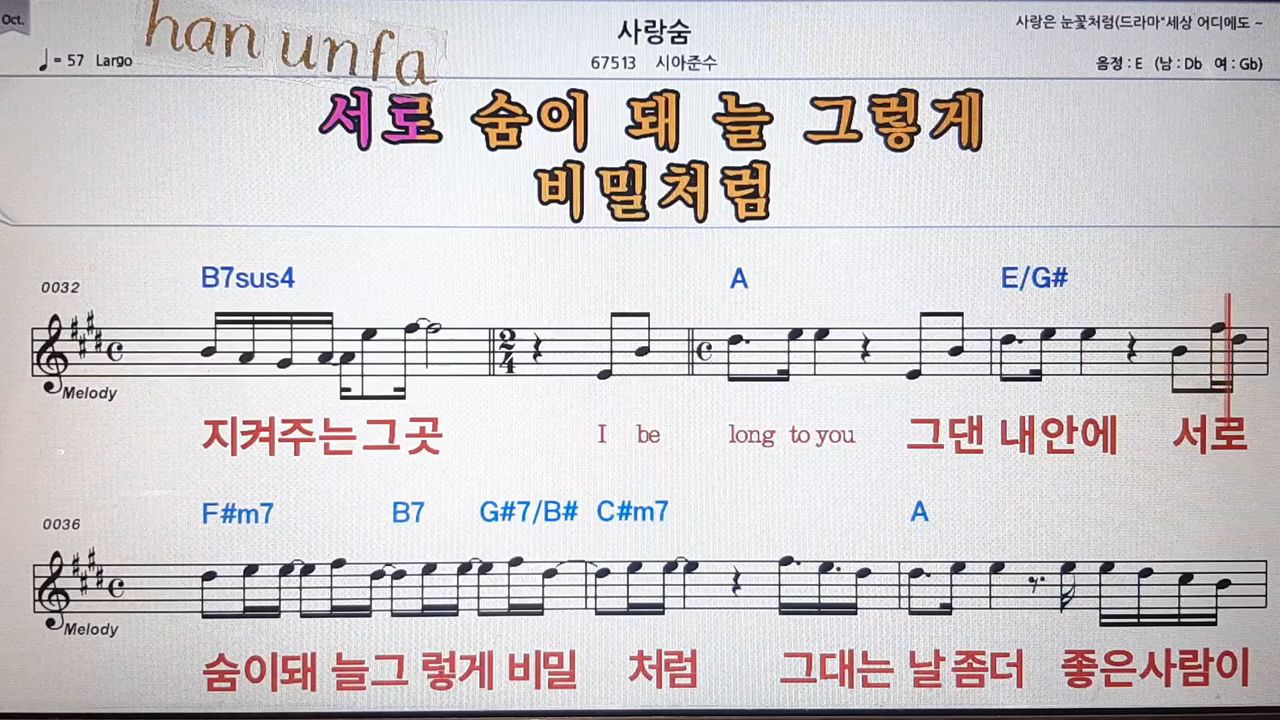 Oct.
han unfa
사랑숨
사랑은 눈꽃처럼(드라마"세상 어디에도 ~
♩= 57 Largo
67513 시아준수
음정 : E (남 : Db 여 : Gb)
서로 숨이 돼 늘 그렇게
비밀처럼
0032
B7sus4 A E/G#
2/4
Melody
지켜주는그곳 I be long to you 그댄 내안에 서로
0036
F#m7 B7 G#7/B# C#m7 A
Melody
숨이돼 늘그 렇게 비밀 처럼 그대는 날좀더 좋은사람이